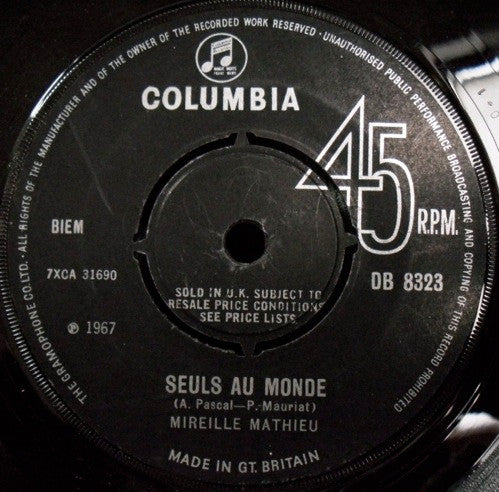 THE GRAMOPHONE CO. LTD. · ALL RIGHTS OF THE MANUFACTURER AND OF THE OWNER OF THE RECORDED WORK RESERVED · UNAUTHORISED PUBLIC PERFORMANCE BROADCASTING AND COPYING OF THIS RECORD PROHIBITED
COLUMBIA
45
R.P.M.
BIEM
7XCA 31690
DB 8323
SOLD IN U.K. SUBJECT TO
RESALE PRICE CONDITIONS
SEE PRICE LISTS
℗ 1967
SEULS AU MONDE
(A. Pascal—P. Mauriat)
MIREILLE MATHIEU
MADE IN GT. BRITAIN